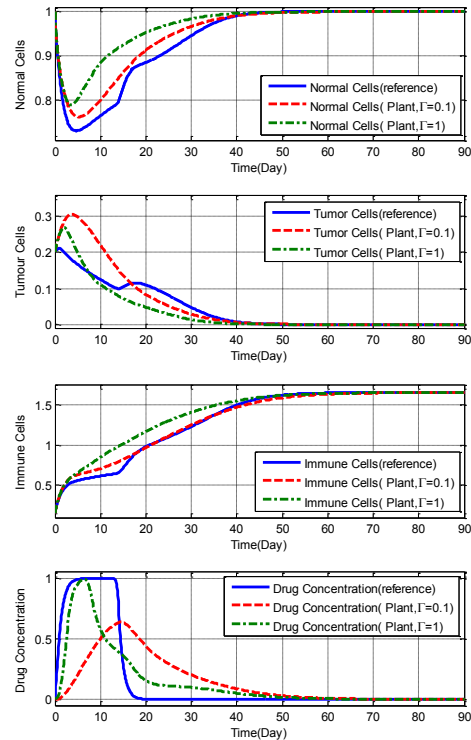 Normal Cells
1
0.9
0.8
Normal Cells(reference)
Normal Cells( Plant,Γ=0.1)
Normal Cells( Plant,Γ=1)
0 10 20 30 40 50 60 70 80 90
Time(Day)
Tumour Cells
0.3
0.2
0.1
0
Tumor Cells(reference)
Tumor Cells( Plant,Γ=0.1)
Tumor Cells( Plant,Γ=1)
0 10 20 30 40 50 60 70 80 90
Time(Day)
Immune Cells
1.5
1
0.5
Immune Cells(reference)
Immune Cells( Plant,Γ=0.1)
Immune Cells( Plant,Γ=1)
0 10 20 30 40 50 60 70 80 90
Time(Day)
Drug Concentration
1
0.5
0
Drug Concentration(reference)
Drug Concentration( Plant,Γ=0.1)
Drug Concentration( Plant,Γ=1)
0 10 20 30 40 50 60 70 80 90
Time(Day)